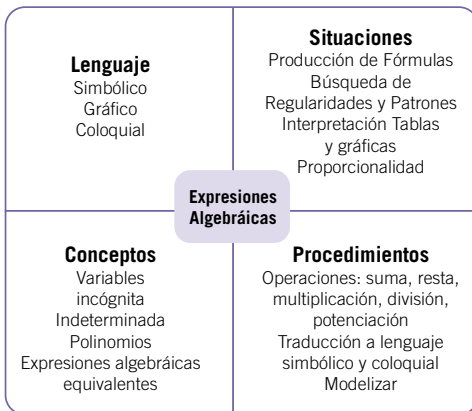 Lenguaje
Simbólico
Gráfico
Coloquial
Situaciones
Producción de Fórmulas
Búsqueda de
Regularidades y Patrones
Interpretación Tablas
y gráficas
Proporcionalidad
Expresiones
Algebráicas
Conceptos
Variables
incógnita
Indeterminada
Polinomios
Expresiones algebráicas
equivalentes
Procedimientos
Operaciones: suma, resta,
multiplicación, división,
potenciación
Traducción a lenguaje
simbólico y coloquial
Modelizar